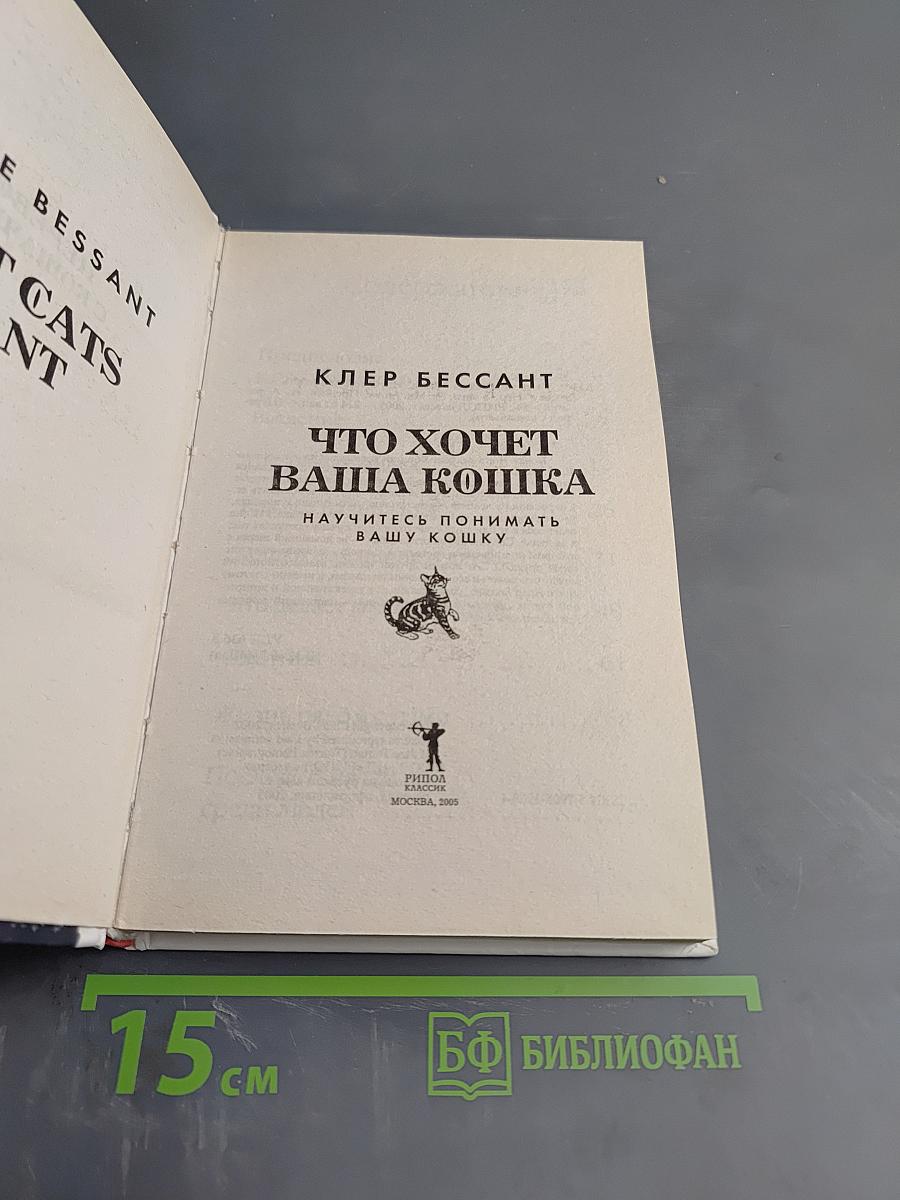 E BESSANT
T CATS
NT
КЛЕР БЕССАНТ
ЧТО ХОЧЕТ
ВАША КОШКА
НАУЧИТЕСЬ ПОНИМАТЬ
ВАШУ КОШКУ
РИПОЛ
КЛАССИК
МОСКВА, 2005
15 см
БФ БИБЛИОФАН